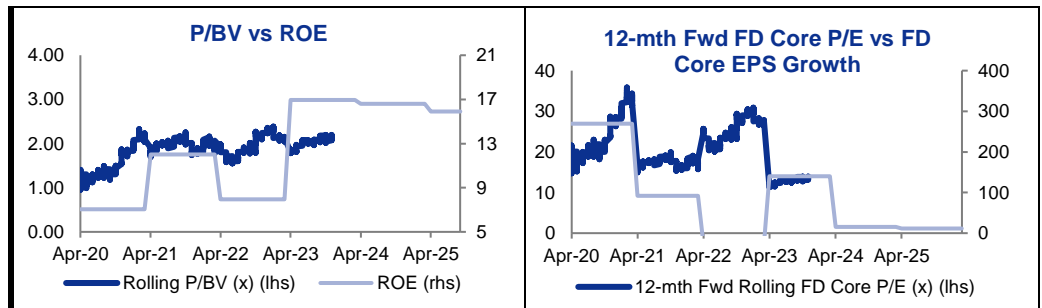 P/BV vs ROE
4.00
3.00
2.00
1.00
0.00
21
17
13
9
5
Apr-20 Apr-21 Apr-22 Apr-23 Apr-24 Apr-25
Rolling P/BV (x) (lhs) ROE (rhs)
12-mth Fwd FD Core P/E vs FD
Core EPS Growth
40
30
20
10
0
400
300
200
100
0
Apr-20 Apr-21 Apr-22 Apr-23 Apr-24 Apr-25
12-mth Fwd Rolling FD Core P/E (x) (lhs)